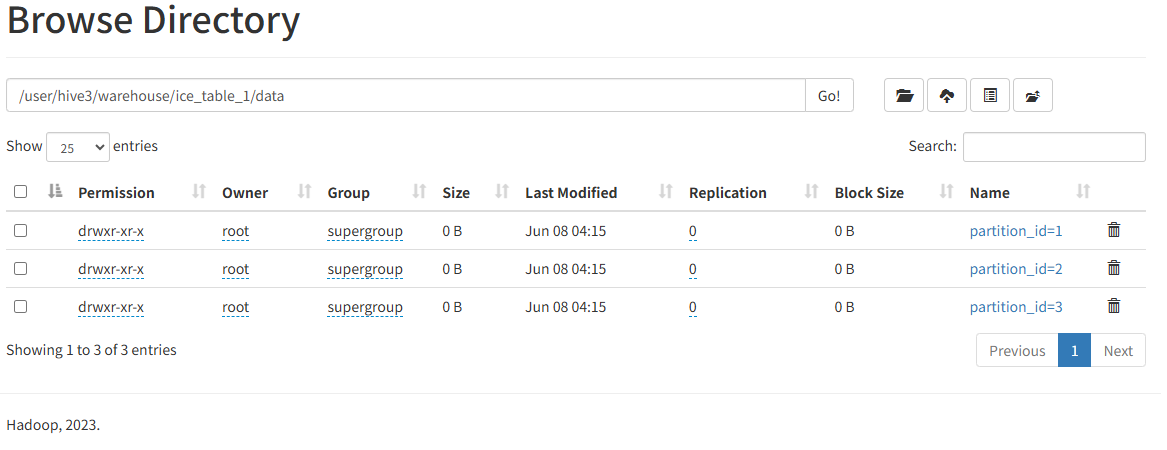 Browse Directory
/user/hive3/warehouse/ice_table_1/data Go!
Show 25 entries Search:
Permission Owner Group Size Last Modified Replication Block Size Name
drwxr-xr-x root supergroup 0 B Jun 08 04:15 0 0 B partition_id=1
drwxr-xr-x root supergroup 0 B Jun 08 04:15 0 0 B partition_id=2
drwxr-xr-x root supergroup 0 B Jun 08 04:15 0 0 B partition_id=3
Showing 1 to 3 of 3 entries Previous 1 Next
Hadoop, 2023.